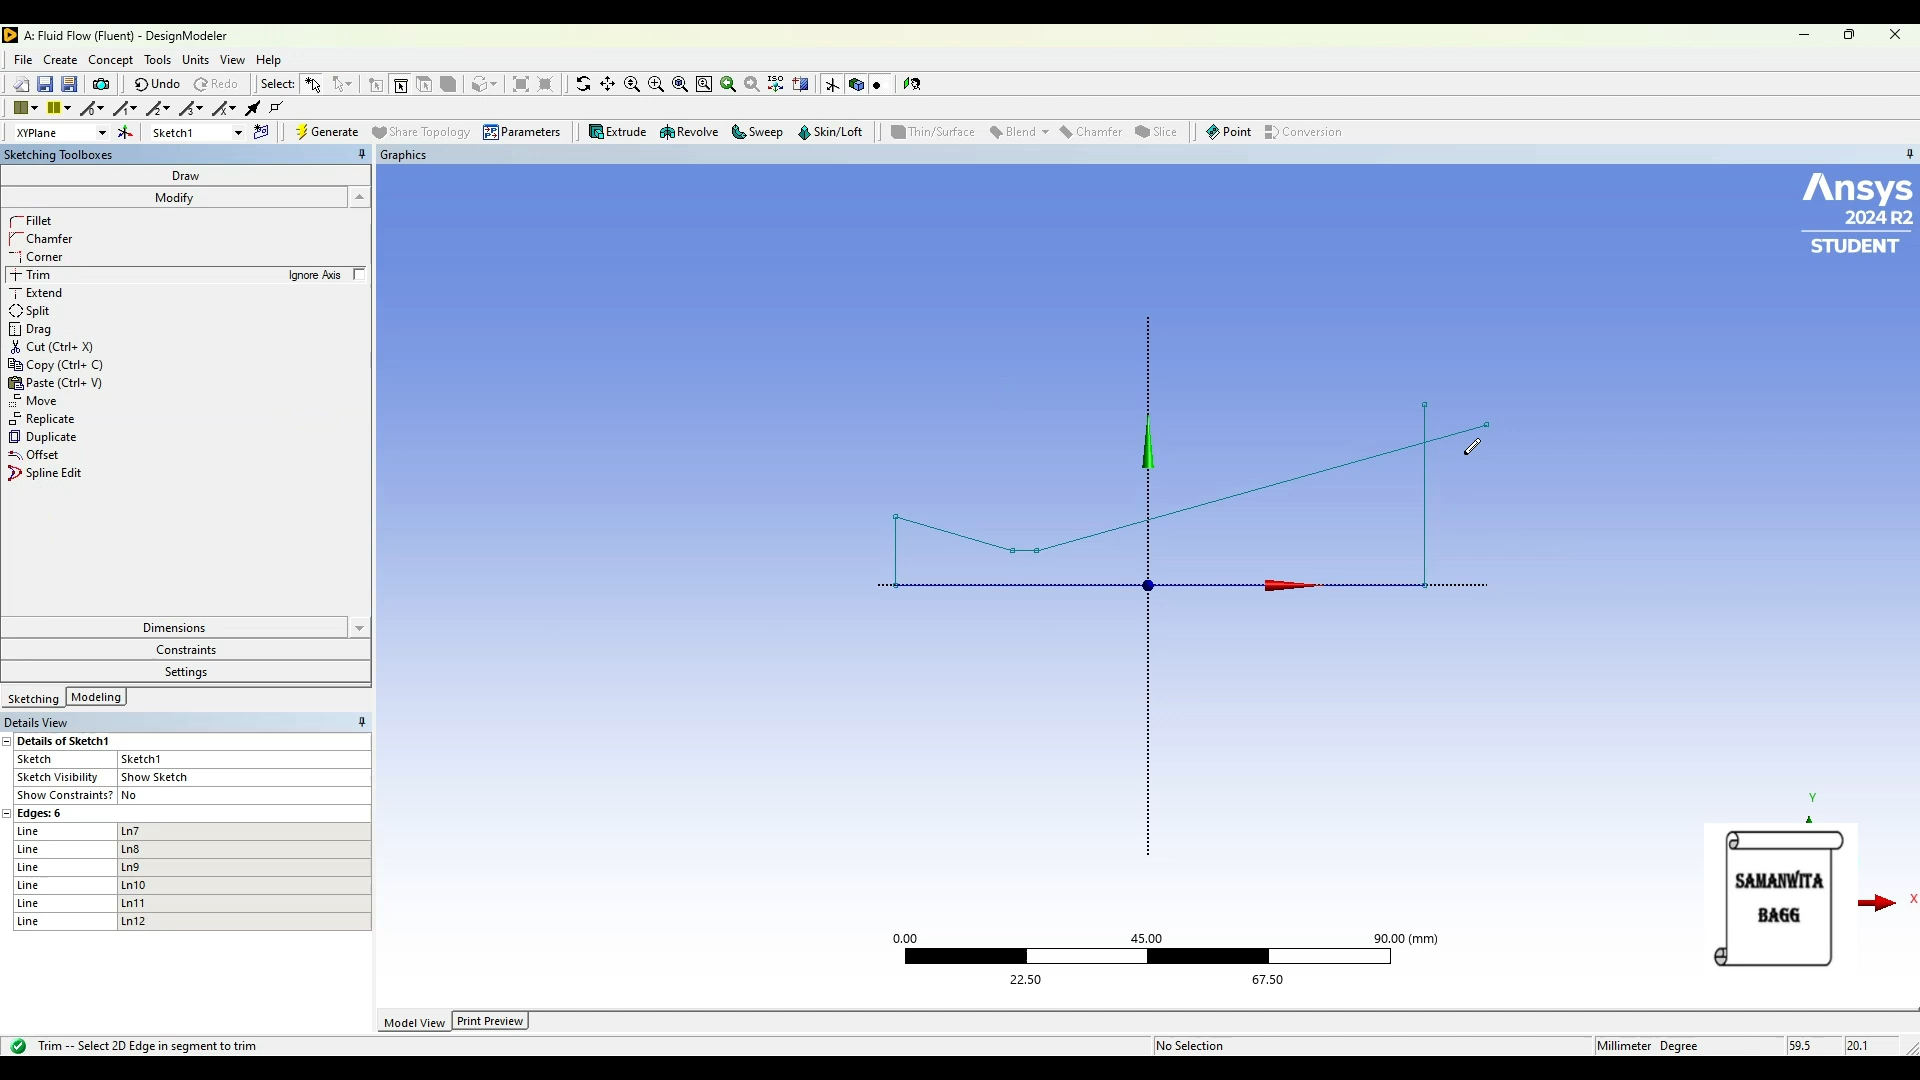 A: Fluid Flow (Fluent) - DesignModeler
File Create Concept Tools Units View Help
Undo Redo Select: ISO
XYPlane Sketch1 Generate Share Topology Parameters Extrude Revolve Sweep Skin/Loft Thin/Surface Blend Chamfer Slice Point Conversion
Sketching Toolboxes
Graphics
Draw
Modify
Fillet
Chamfer
Corner
Trim Ignore Axis
Extend
Split
Drag
Cut (Ctrl+ X)
Copy (Ctrl+ C)
Paste (Ctrl+ V)
Move
Replicate
Duplicate
Offset
Spline Edit
Dimensions
Constraints
Settings
Sketching Modeling
Details View
Details of Sketch1
Sketch Sketch1
Sketch Visibility Show Sketch
Show Constraints? No
Edges: 6
Line Ln7
Line Ln8
Line Ln9
Line Ln10
Line Ln11
Line Ln12
Ansys
2024 R2
STUDENT
Y
X
SAMANWITA
BAGG
0.00 45.00 90.00 (mm)
22.50 67.50
Model View Print Preview
Trim -- Select 2D Edge in segment to trim No Selection Millimeter Degree 59.5 20.1